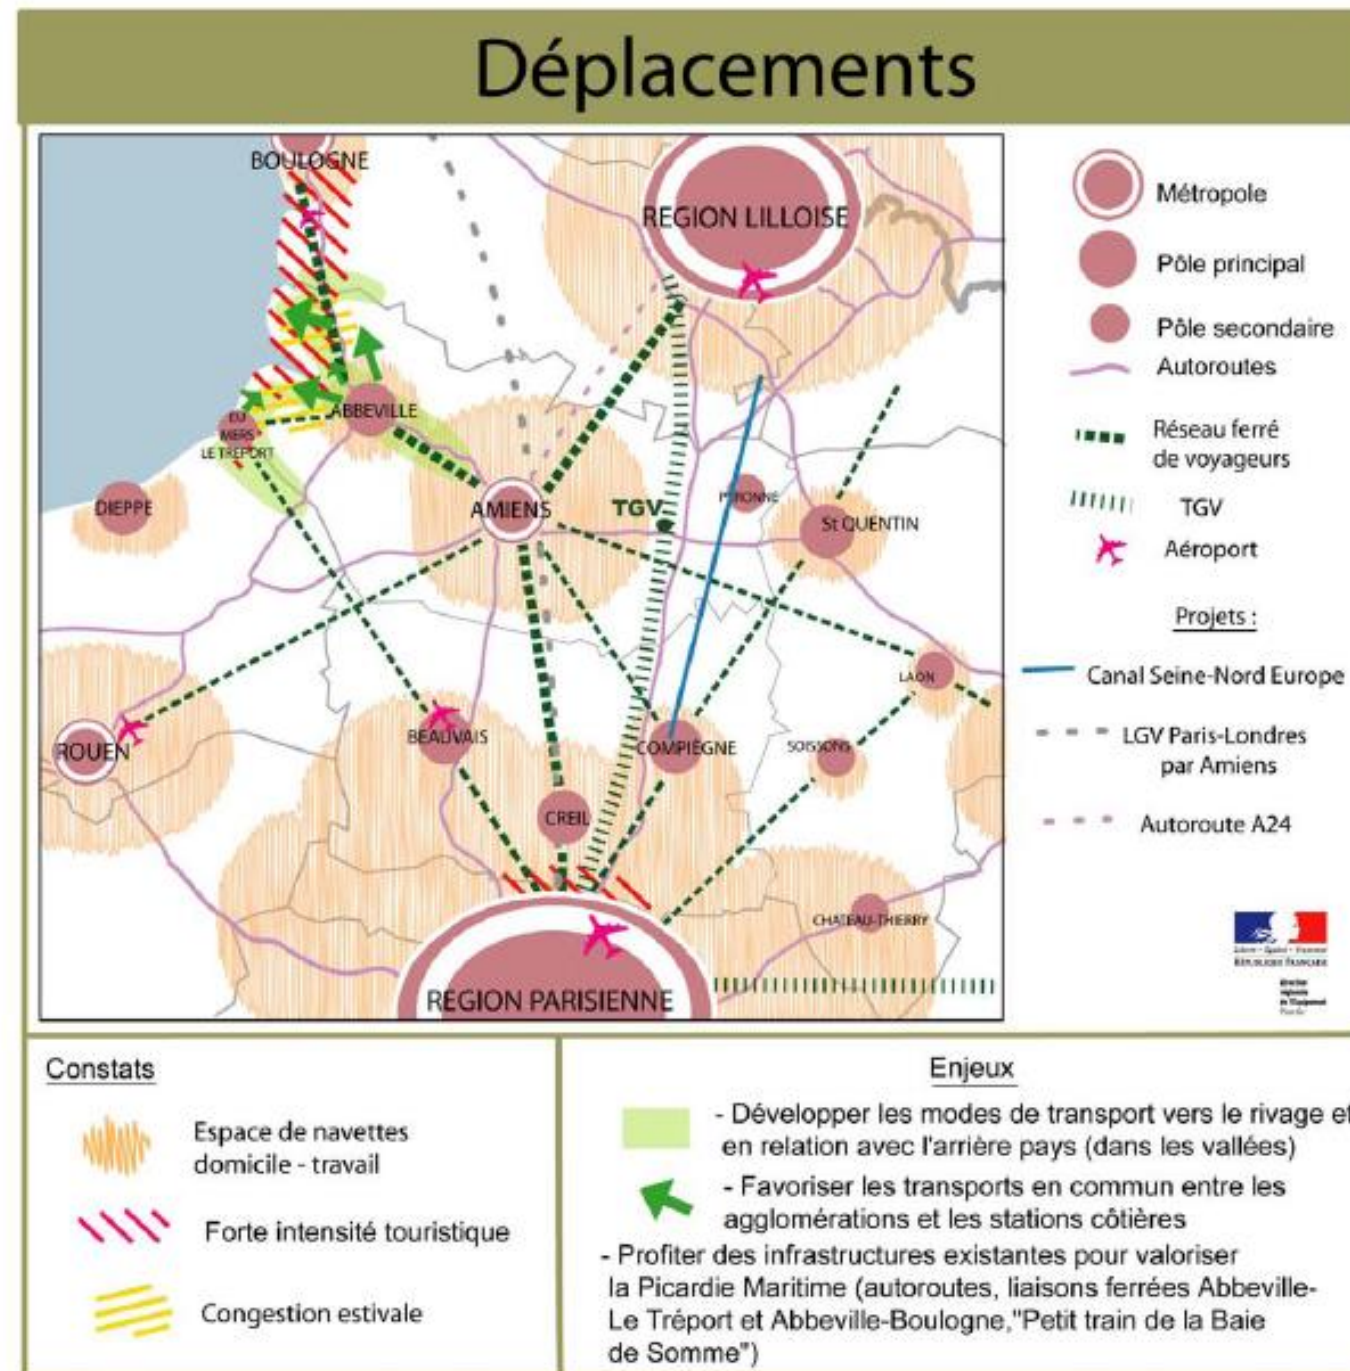 Déplacements
BOULOGNE
REGION LILLOISE
ABBEVILLE
EU
MERS
LE TREPORT
DIEPPE
AMIENS
TGV
PERONNE
St QUENTIN
LAON
ROUEN
BEAUVAIS
COMPIÈGNE
SOISSONS
CREIL
CHATEAU-THIERRY
REGION PARISIENNE
Métropole
Pôle principal
Pôle secondaire
Autoroutes
Réseau ferré
de voyageurs
TGV
Aéroport
Projets :
Canal Seine-Nord Europe
LGV Paris-Londres
par Amiens
Autoroute A24
RÉPUBLIQUE FRANÇAISE
Constats
Espace de navettes
domicile - travail
Forte intensité touristique
Congestion estivale
Enjeux
- Développer les modes de transport vers le rivage et
en relation avec l'arrière pays (dans les vallées)
- Favoriser les transports en commun entre les
agglomérations et les stations côtières
- Profiter des infrastructures existantes pour valoriser
la Picardie Maritime (autoroutes, liaisons ferrées Abbeville-
Le Tréport et Abbeville-Boulogne,"Petit train de la Baie
de Somme")